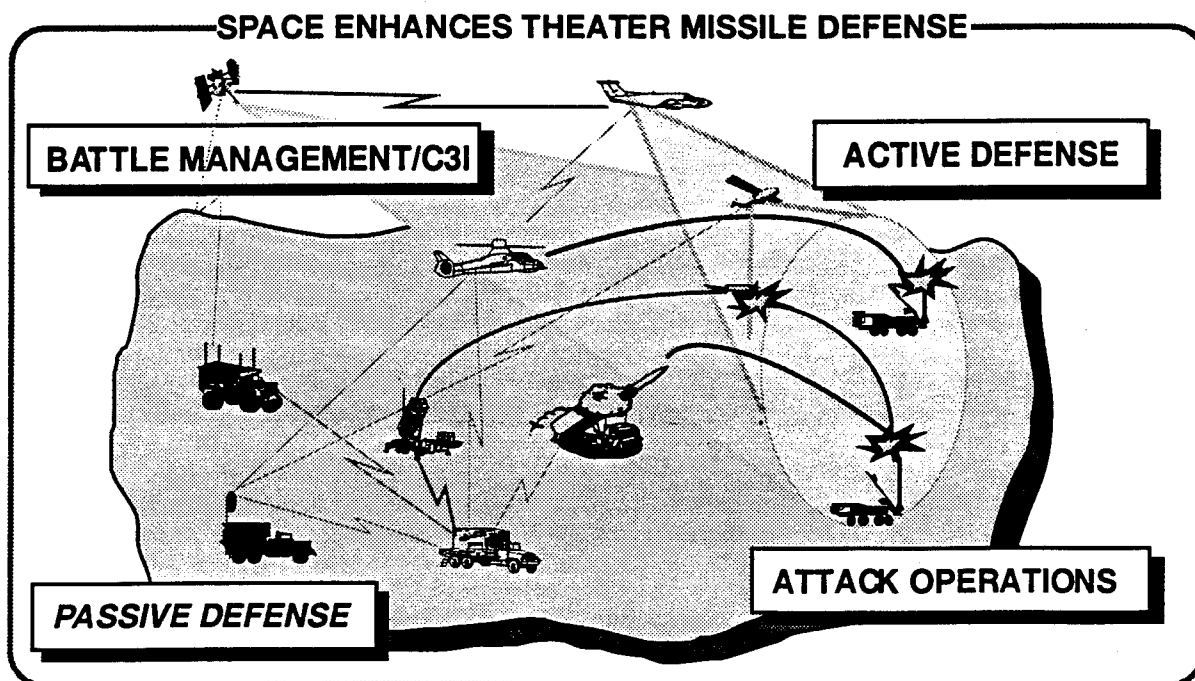 SPACE ENHANCES THEATER MISSILE DEFENSE
BATTLE MANAGEMENT/C3I
ACTIVE DEFENSE
PASSIVE DEFENSE
ATTACK OPERATIONS